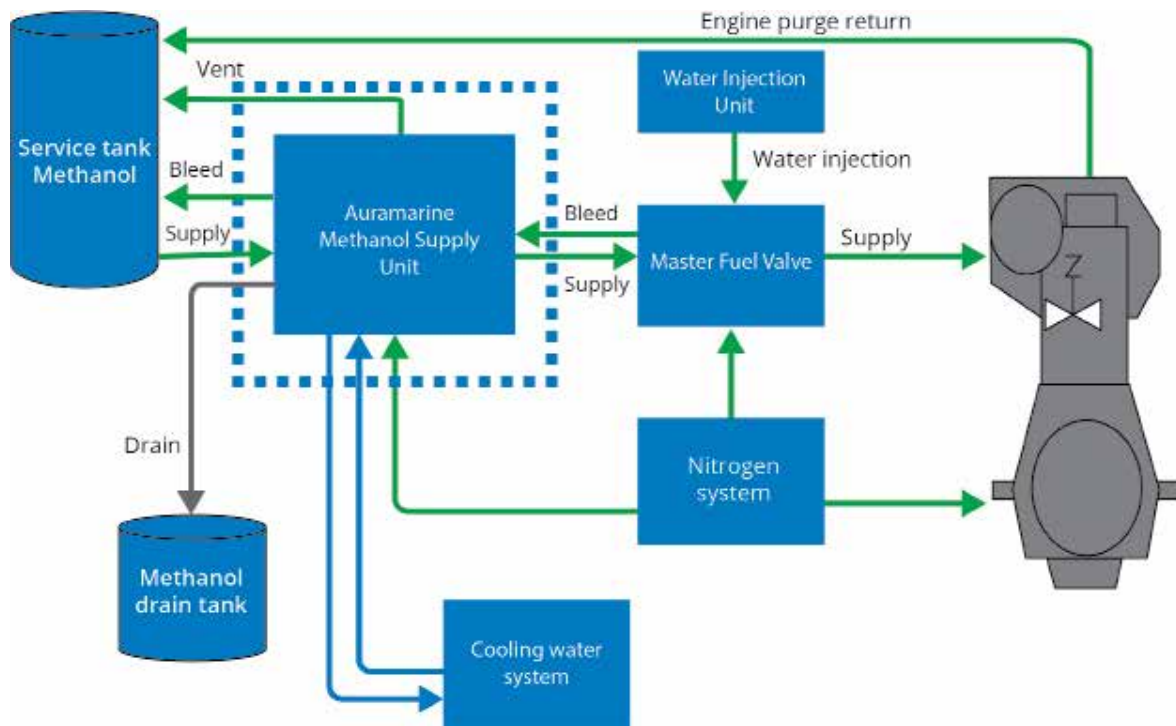 Engine purge return
Vent
Water Injection
Unit
Service tank
Methanol
Water injection
Bleed
Auramarine
Methanol Supply
Unit
Bleed
Supply
Supply
Master Fuel Valve
Supply
Drain
Nitrogen
system
Methanol
drain tank
Cooling water
system